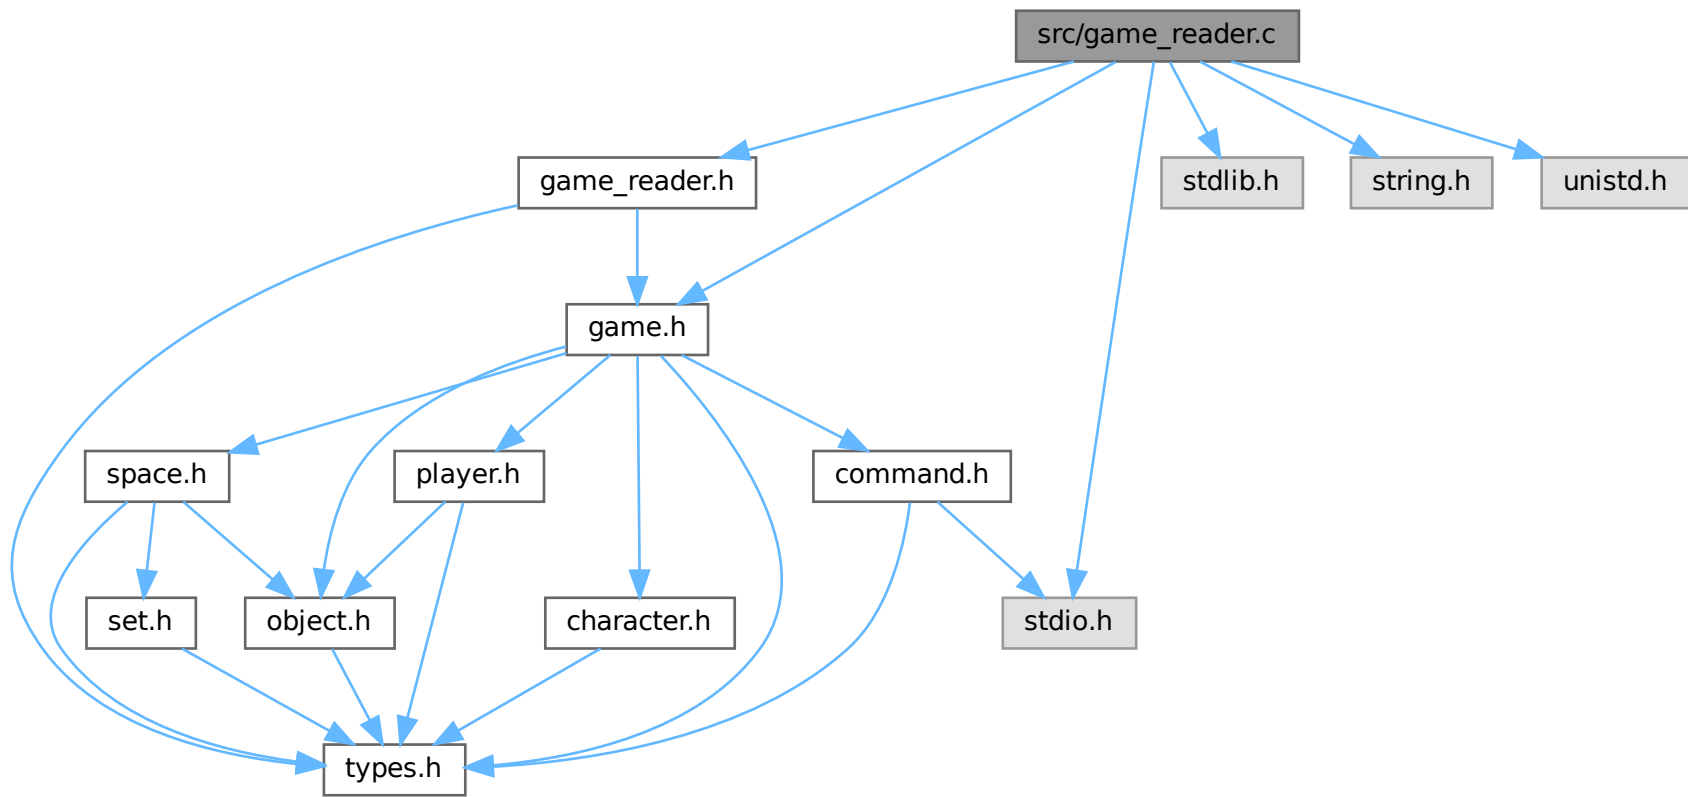 src/game_reader.c
game_reader.h
stdlib.h
string.h
unistd.h
game.h
space.h
player.h
command.h
set.h
object.h
character.h
stdio.h
types.h